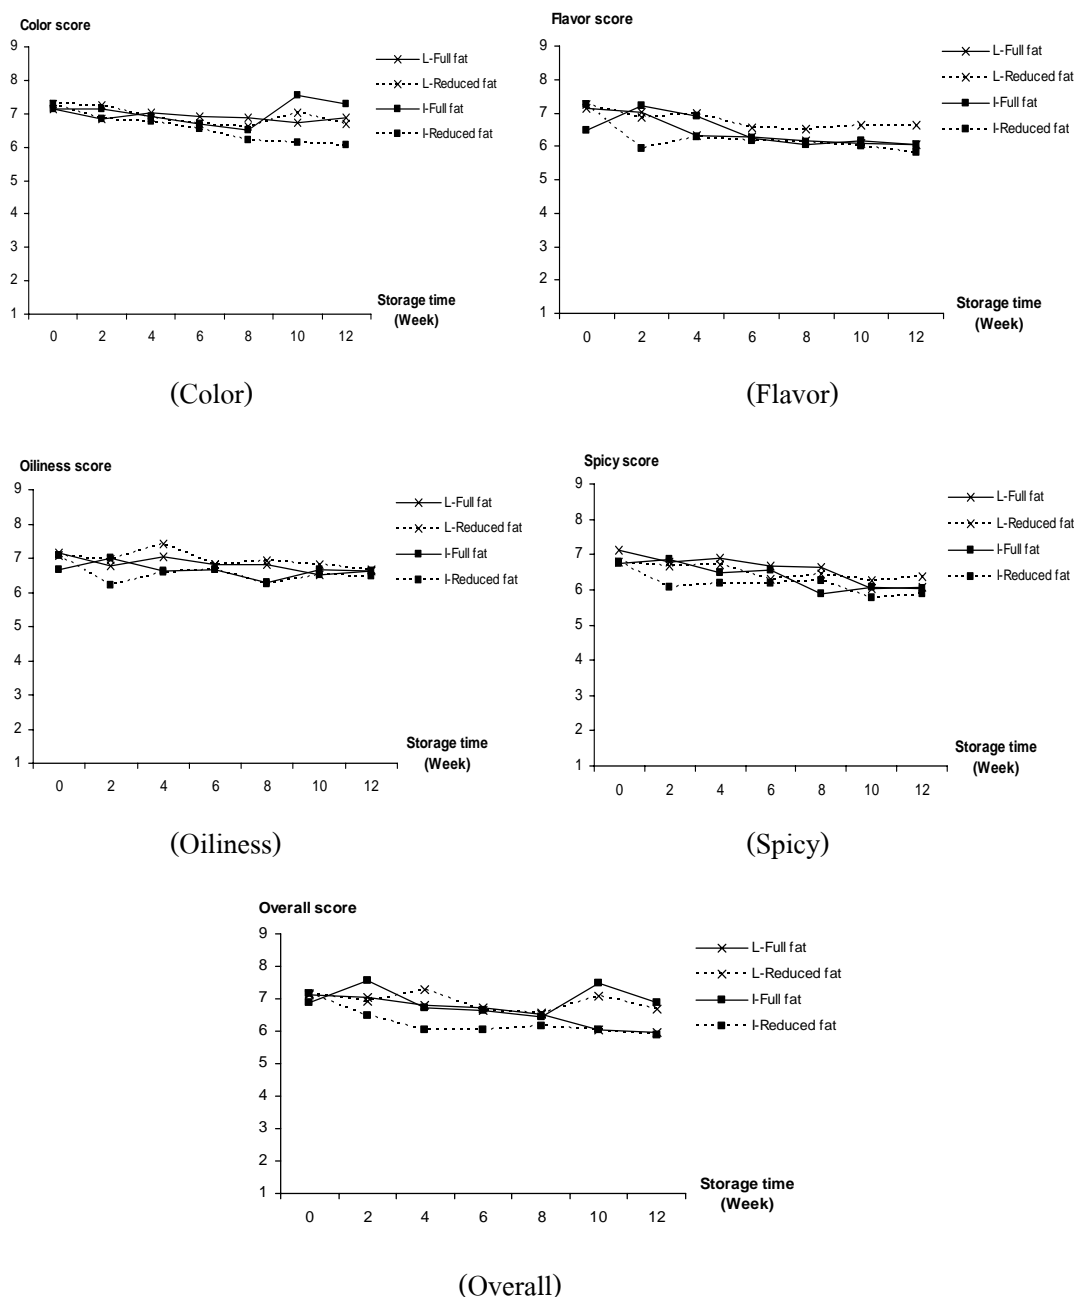 Color score
9
8
7
6
5
4
3
2
1
0 2 4 6 8 10 12
Storage time
(Week)
L-Full fat
L-Reduced fat
I-Full fat
I-Reduced fat
(Color)
Flavor score
9
8
7
6
5
4
3
2
1
0 2 4 6 8 10 12
Storage time
(Week)
L-Full fat
L-Reduced fat
I-Full fat
I-Reduced fat
(Flavor)
Oiliness score
9
8
7
6
5
4
3
2
1
0 2 4 6 8 10 12
Storage time
(Week)
L-Full fat
L-Reduced fat
I-Full fat
I-Reduced fat
(Oiliness)
Spicy score
9
8
7
6
5
4
3
2
1
0 2 4 6 8 10 12
Storage time
(Week)
L-Full fat
L-Reduced fat
I-Full fat
I-Reduced fat
(Spicy)
Overall score
9
8
7
6
5
4
3
2
1
0 2 4 6 8 10 12
Storage time
(Week)
L-Full fat
L-Reduced fat
I-Full fat
I-Reduced fat
(Overall)